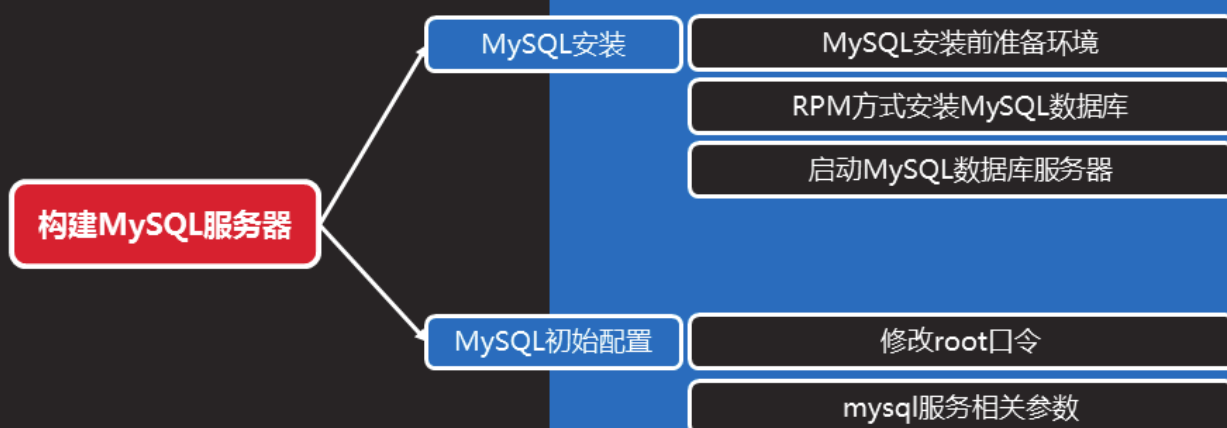 构建MySQL服务器
MySQL安装
MySQL安装前准备环境
RPM方式安装MySQL数据库
启动MySQL数据库服务器
MySQL初始配置
修改root口令
mysql服务相关参数